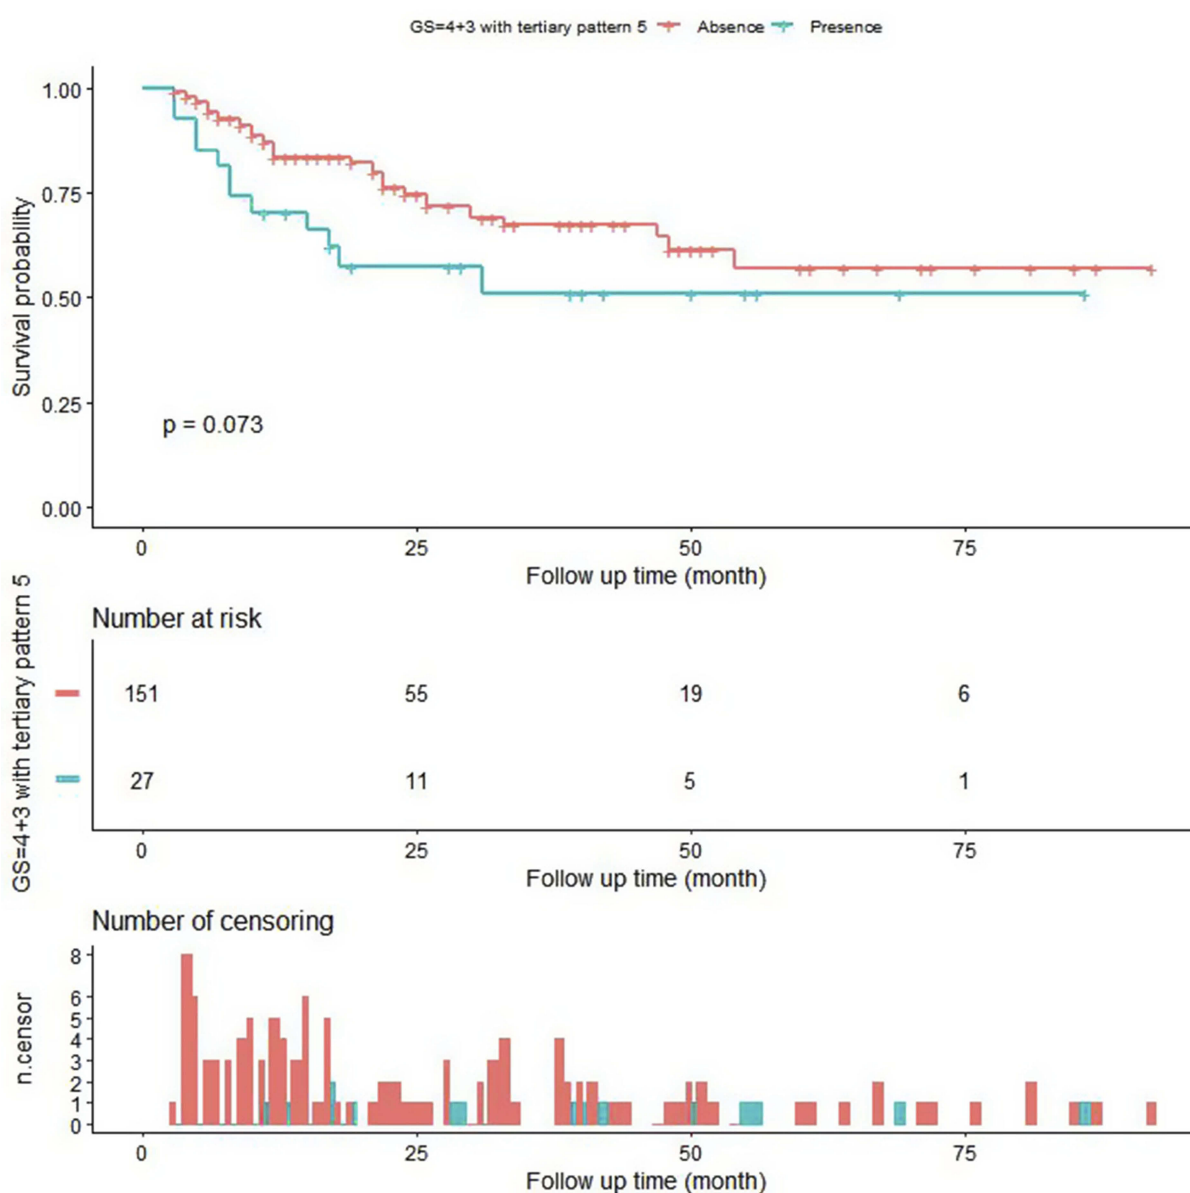 GS=4+3 with tertiary pattern 5 Absence Presence
Survival probability
1.00
0.75
0.50
0.25
0.00
p = 0.073
0 25 50 75
Follow up time (month)
GS=4+3 with tertiary pattern 5
Number at risk
151 55 19 6
27 11 5 1
0 25 50 75
Follow up time (month)
Number of censoring
n.censor
8
6
5
4
3
2
1
0
0 25 50 75
Follow up time (month)